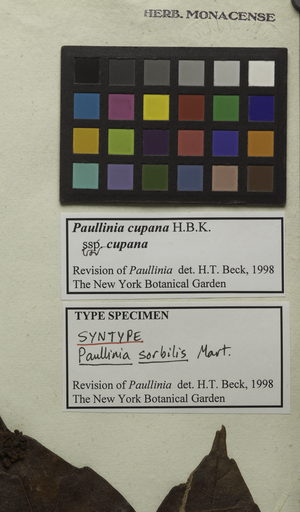 HERB. MONACENSE
Paullinia cupana H.B.K.
ssp. cupana
var.
Revision of Paullinia det. H.T. Beck, 1998
The New York Botanical Garden
TYPE SPECIMEN
SYNTYPE
Paullinia sorbilis Mart.
Revision of Paullinia det. H.T. Beck, 1998
The New York Botanical Garden